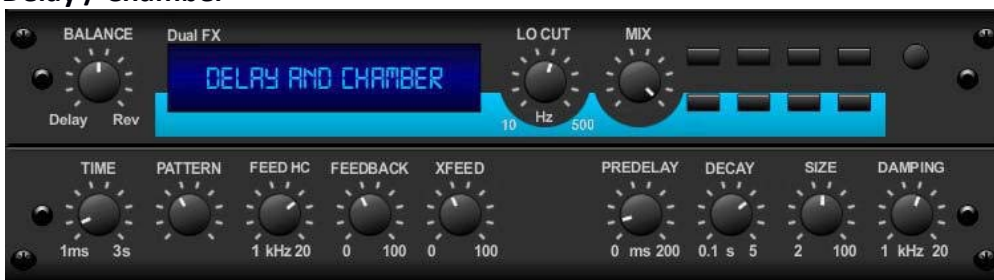 Delay / Chamber
BALANCE
Delay Rev
Dual FX
DELAY AND CHAMBER
LO CUT
10 Hz 500
MIX
TIME
1ms 3s
PATTERN
FEED HC
1 kHz 20
FEEDBACK
0 100
XFEED
0 100
PREDELAY
0 ms 200
DECAY
0.1 s 5
SIZE
2 100
DAMPING
1 kHz 20